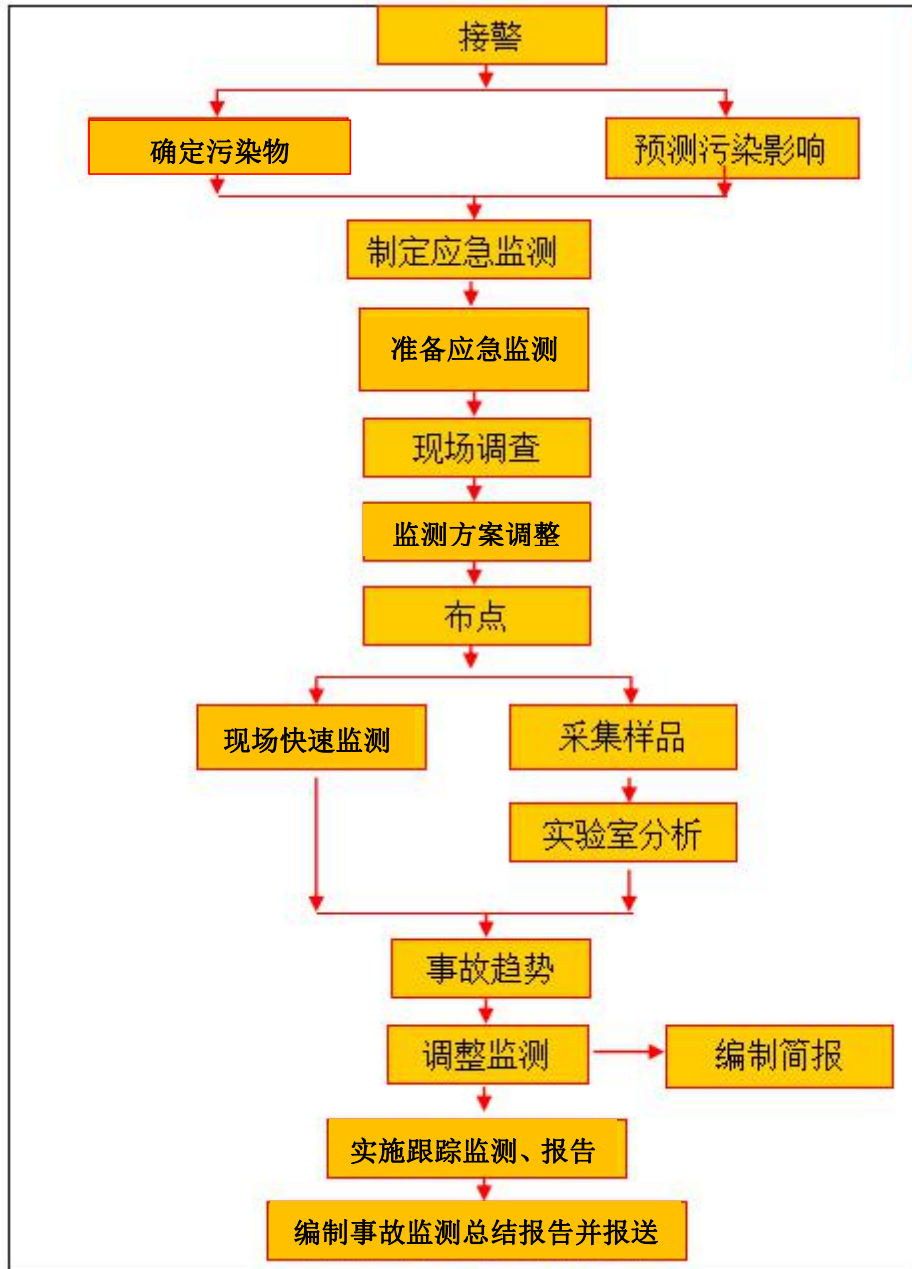 接警
确定污染物
预测污染影响
制定应急监测
准备应急监测
现场调查
监测方案调整
布点
现场快速监测
采集样品
实验室分析
事故趋势
调整监测
编制简报
实施跟踪监测、报告
编制事故监测总结报告并报送